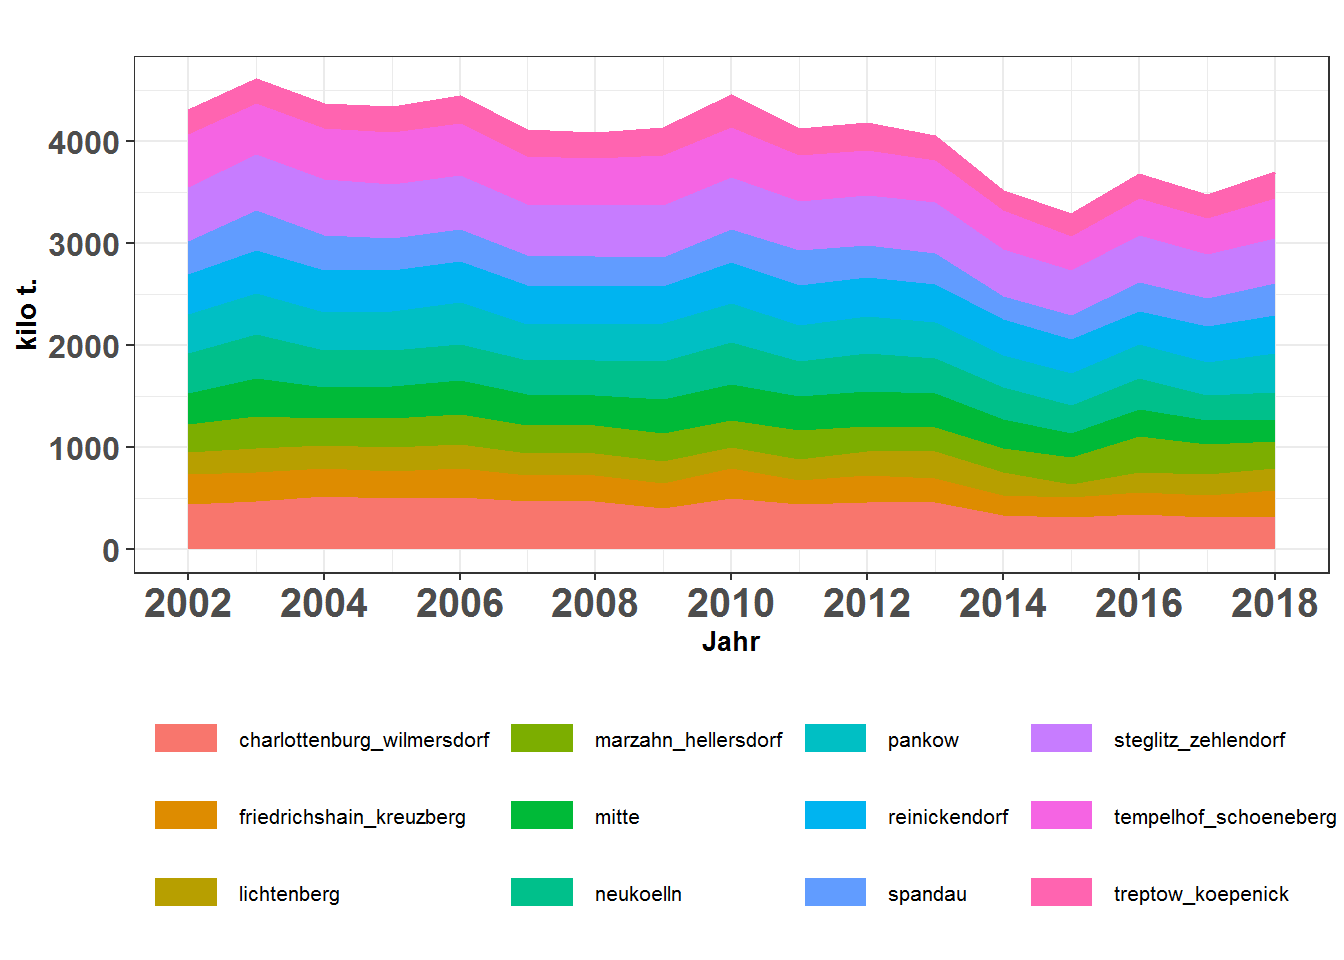 4000
3000
2000
1000
0
kilo t.
2002 2004 2006 2008 2010 2012 2014 2016 2018
Jahr
charlottenburg_wilmersdorf marzahn_hellersdorf pankow steglitz_zehlendorf
friedrichshain_kreuzberg mitte reinickendorf tempelhof_schoeneberg
lichtenberg neukoelln spandau treptow_koepenick